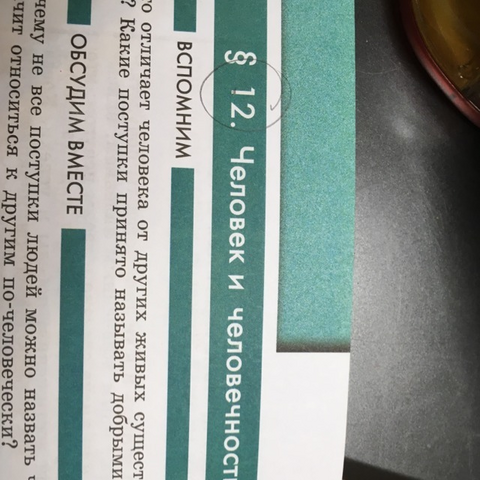 § 12. Человек и человечност
ВСПОМНИМ
отличает человека от других живых сущест
? Какие поступки принято называть добрыми
ОБСУДИМ ВМЕСТЕ
чему не все поступки людей можно назвать
чит относиться к другим по-человечески?